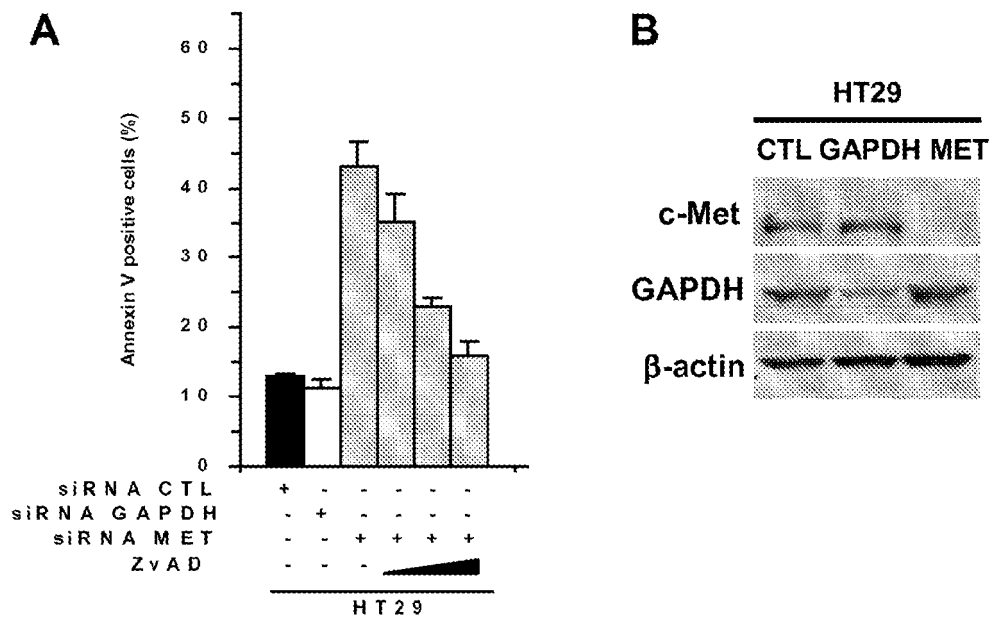 A
Annexin V positive cells (%)
60
50
40
30
20
10
0
siRNA CTL + - - - - -
siRNA GAPDH - + - - - -
siRNA MET - - + + + +
ZvAD - - -
HT29
B
HT29
CTL GAPDH MET
c-Met
GAPDH
β-actin